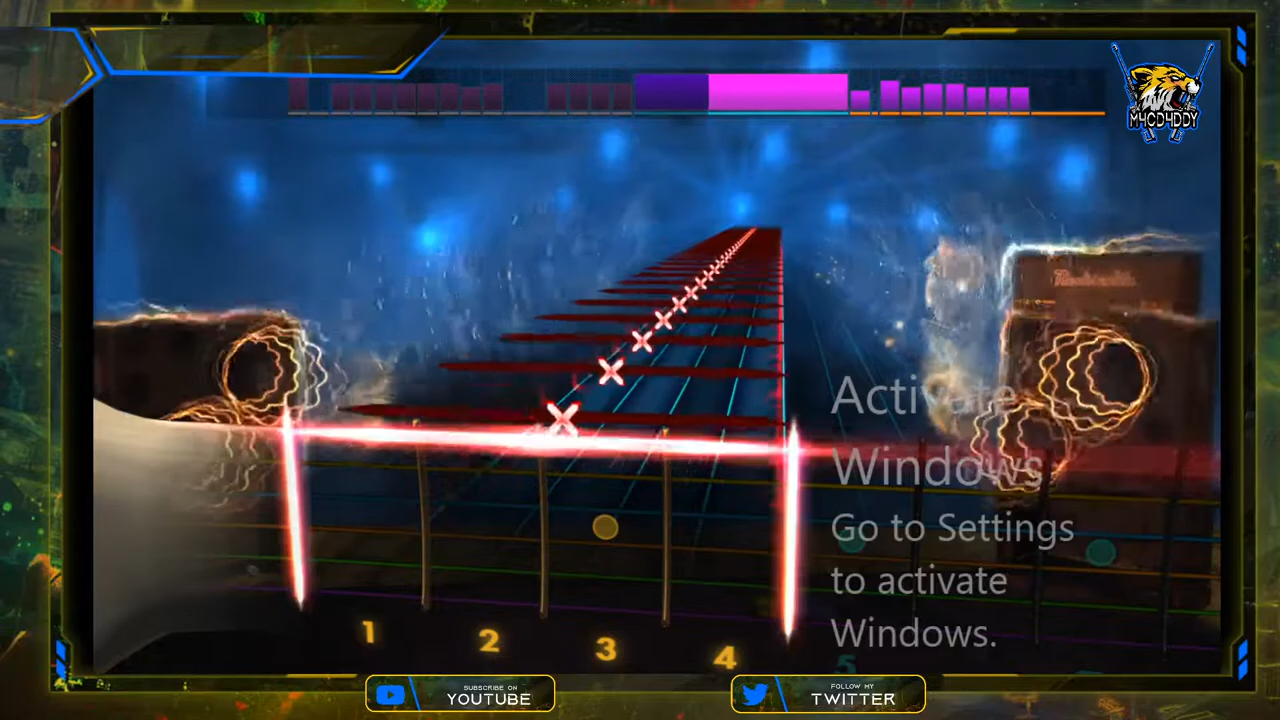 M4CD4DDY
Activate
Windows
Go to Settings
to activate
Windows.
1 2 3 4 5
SUBSCRIBE ON
YOUTUBE
FOLLOW MY
TWITTER